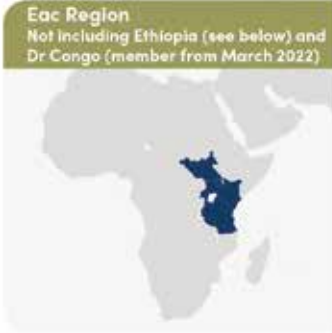 Eac Region
Not including Ethiopia (see below) and
Dr Congo (member from March 2022)